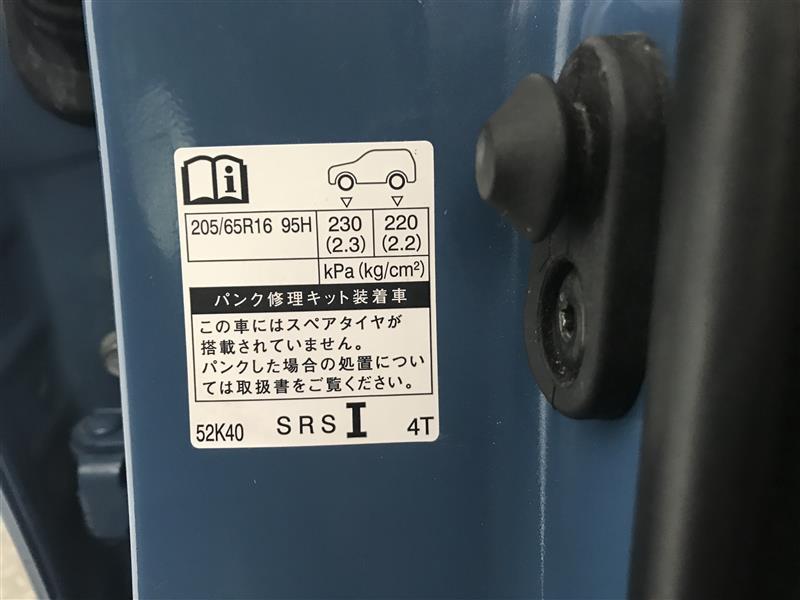 205/65R16 95H 230 220
(2.3) (2.2)
kPa (kg/cm²)
パンク修理キット装着車
この車にはスペアタイヤが
搭載されていません。
パンクした場合の処置につい
ては取扱書をご覧ください。
52K40 SRS I 4T